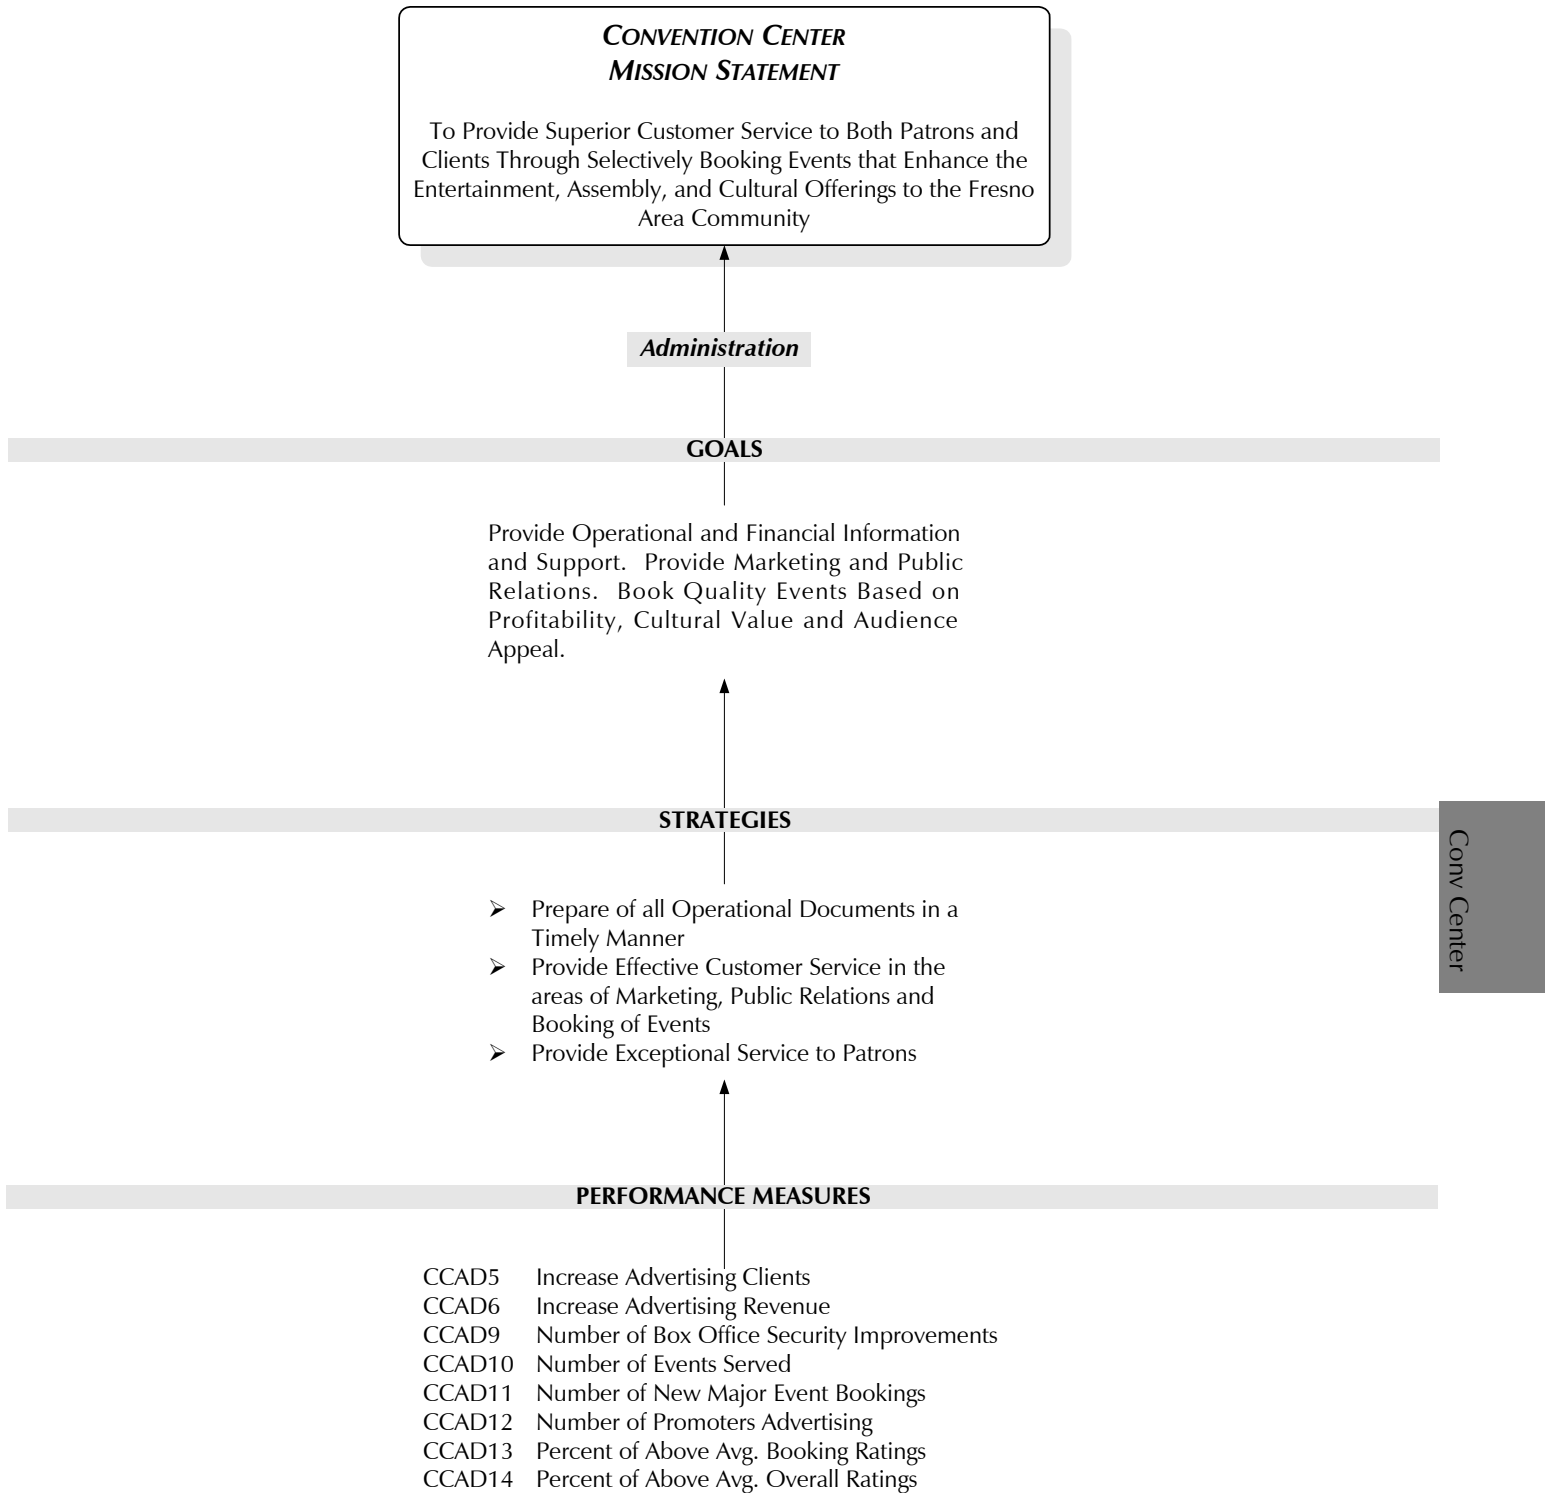 CONVENTION CENTER
MISSION STATEMENT
To Provide Superior Customer Service to Both Patrons and
Clients Through Selectively Booking Events that Enhance the
Entertainment, Assembly, and Cultural Offerings to the Fresno
Area Community
Administration
GOALS
Provide Operational and Financial Information
and Support. Provide Marketing and Public
Relations. Book Quality Events Based on
Profitability, Cultural Value and Audience
Appeal.
STRATEGIES
➢ Prepare of all Operational Documents in a
Timely Manner
➢ Provide Effective Customer Service in the
areas of Marketing, Public Relations and
Booking of Events
➢ Provide Exceptional Service to Patrons
Conv Center
PERFORMANCE MEASURES
CCAD5 Increase Advertising Clients
CCAD6 Increase Advertising Revenue
CCAD9 Number of Box Office Security Improvements
CCAD10 Number of Events Served
CCAD11 Number of New Major Event Bookings
CCAD12 Number of Promoters Advertising
CCAD13 Percent of Above Avg. Booking Ratings
CCAD14 Percent of Above Avg. Overall Ratings